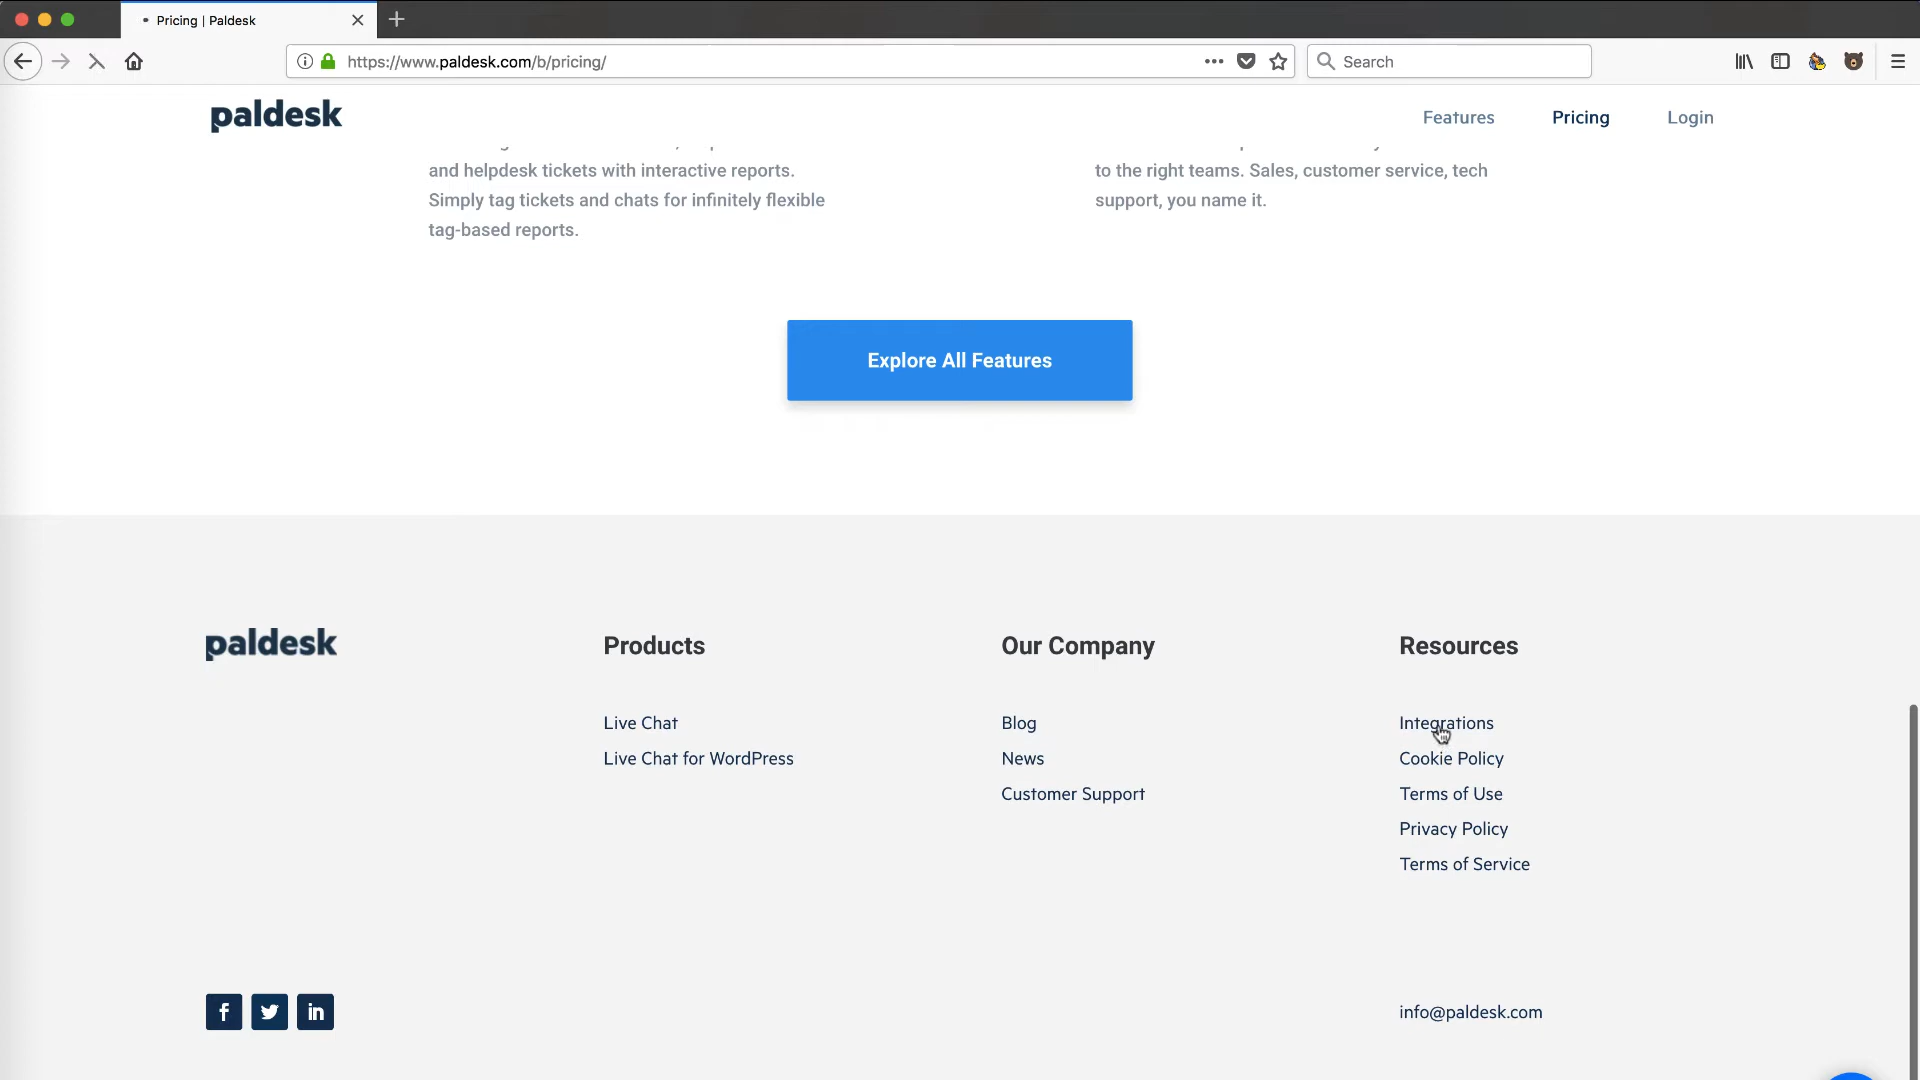 Pricing | Paldesk
https://www.paldesk.com/b/pricing/
Search
paldesk
Features
Pricing
Login
and helpdesk tickets with interactive reports.
Simply tag tickets and chats for infinitely flexible
tag-based reports.
to the right teams. Sales, customer service, tech
support, you name it.
Explore All Features
paldesk
Products
Live Chat
Live Chat for WordPress
Our Company
Blog
News
Customer Support
Resources
Integrations
Cookie Policy
Terms of Use
Privacy Policy
Terms of Service
f
in
info@paldesk.com